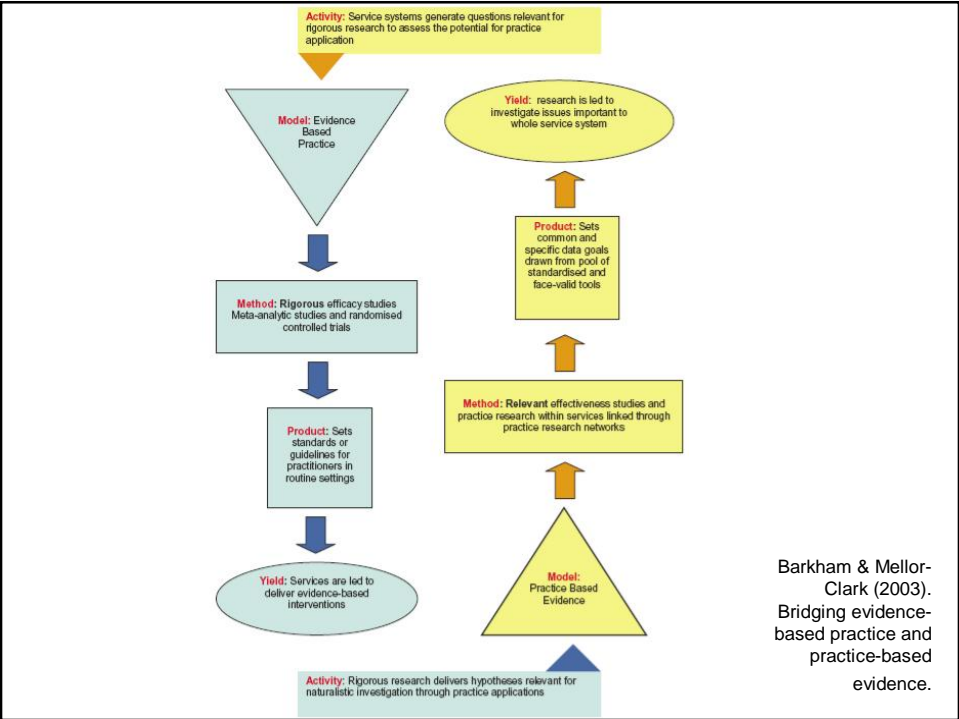 Activity: Service systems generate questions relevant for
rigorous research to assess the potential for practice
application
Model: Evidence
Based
Practice
Method: Rigorous efficacy studies
Meta-analytic studies and randomised
controlled trials
Product: Sets
standards or
guidelines for
practitioners in
routine settings
Yield: Services are led to
deliver evidence-based
interventions
Yield: research is led to
investigate issues important to
whole service system
Product: Sets
common and
specific data goals
drawn from pool of
standardised and
face-valid tools
Method: Relevant effectiveness studies and
practice research within services linked through
practice research networks
Model:
Practice Based
Evidence
Activity: Rigorous research delivers hypotheses relevant for
naturalistic investigation through practice applications
Barkham & Mellor-
Clark (2003).
Bridging evidence-
based practice and
practice-based
evidence.